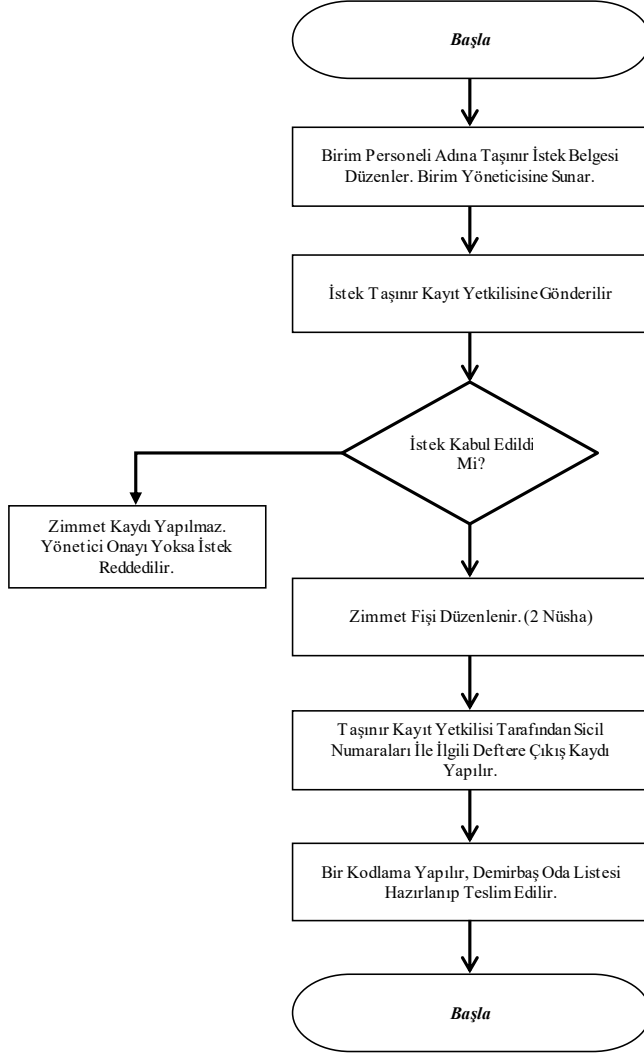 Başla
Birim Personeli Adına Taşınır İstek Belgesi
Düzenler. Birim Yöneticisine Sunar.
İstek Taşınır Kayıt Yetkilisine Gönderilir
İstek Kabul Edildi
Mi?
Zimmet Kaydı Yapılmaz.
Yönetici Onayı Yoksa İstek
Reddedilir.
Zimmet Fişi Düzenlenir. (2 Nüsha)
Taşınır Kayıt Yetkilisi Tarafından Sicil
Numaraları İle İlgili Deftere Çıkış Kaydı
Yapılır.
Bir Kodlama Yapılır, Demirbaş Oda Listesi
Hazırlanıp Teslim Edilir.
Başla